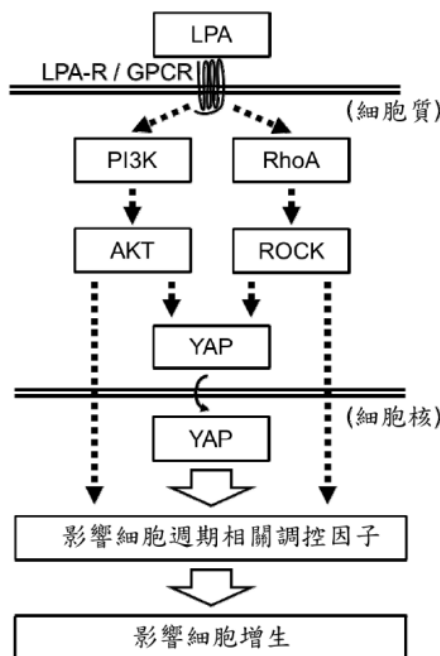 LPA
LPA-R / GPCR
(細胞質)
PI3K
RhoA
AKT
ROCK
YAP
(細胞核)
YAP
影響細胞週期相關調控因子
影響細胞增生